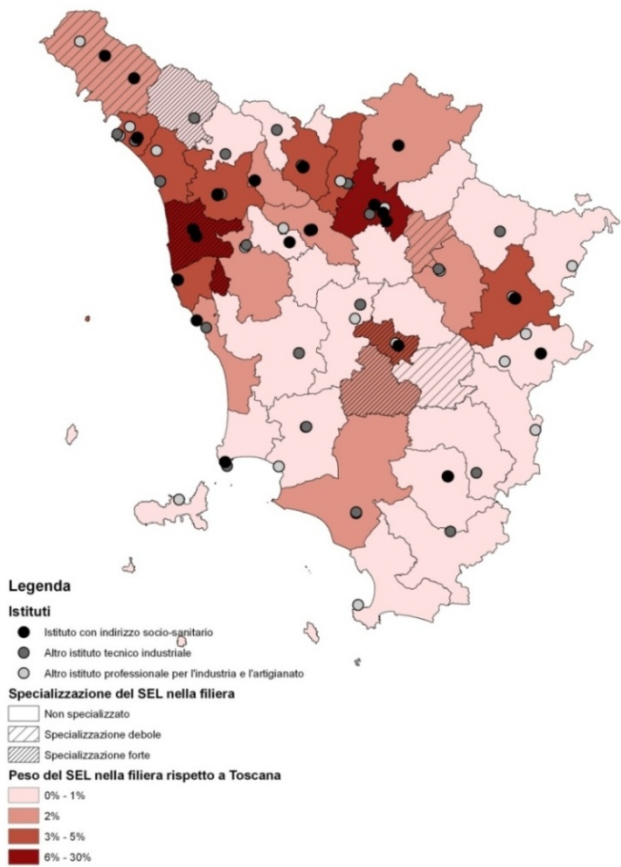 Legenda
Istituti
Istituto con indirizzo socio-sanitario
Altro istituto tecnico industriale
Altro istituto professionale per l'industria e l'artigianato
Specializzazione del SEL nella filiera
Non specializzato
Specializzazione debole
Specializzazione forte
Peso del SEL nella filiera rispetto a Toscana
0% - 1%
2%
3% - 5%
6% - 30%